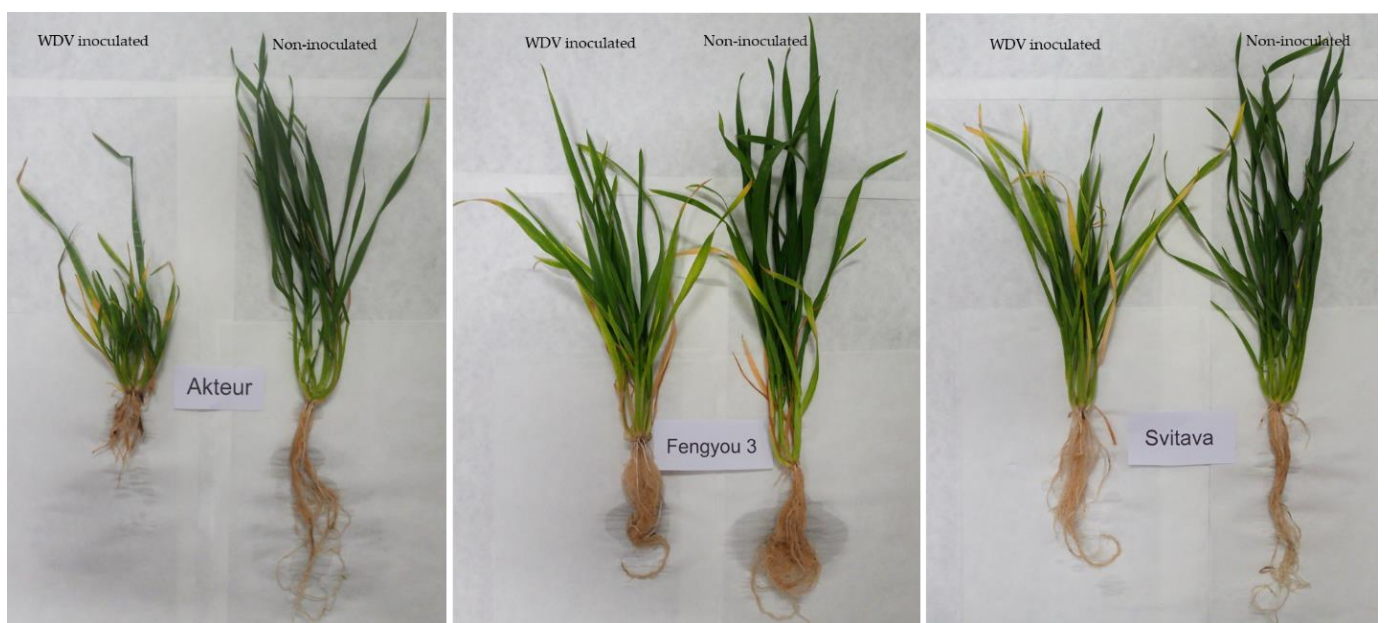 WDV inoculated
Non-inoculated
Akteur
WDV inoculated
Non-inoculated
Fengyou 3
WDV inoculated
Non-inoculated
Svitava